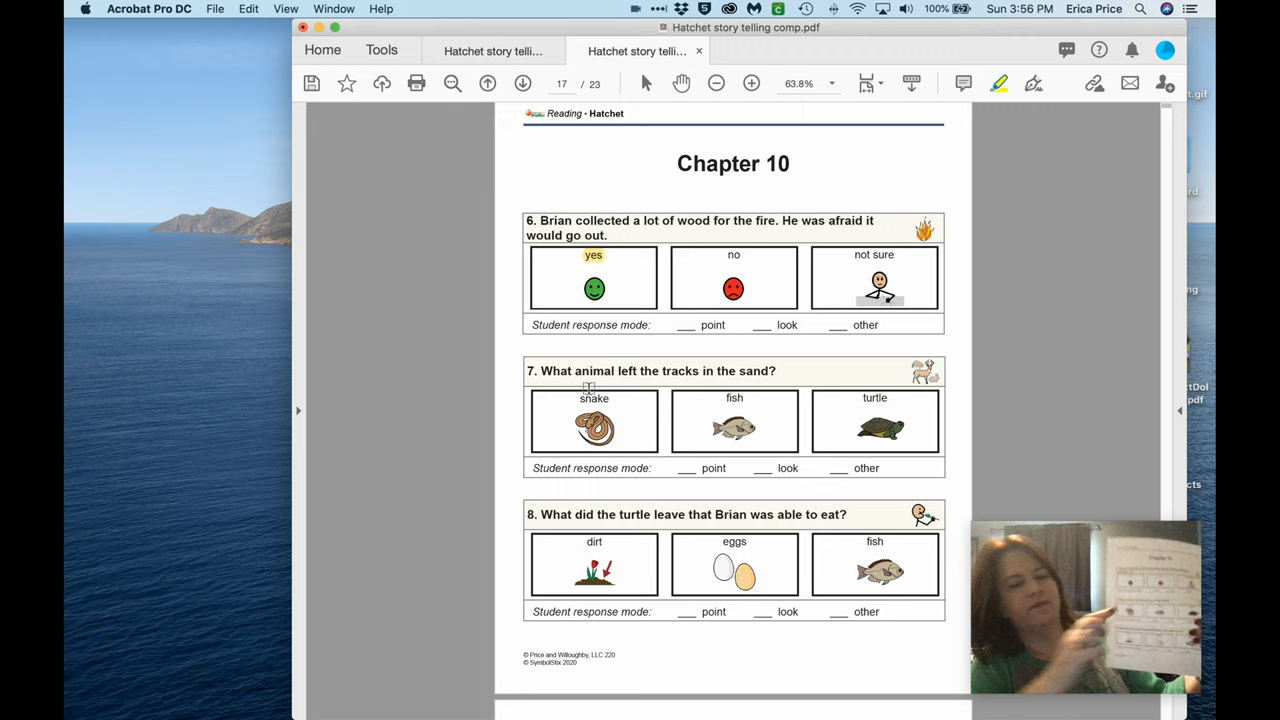 Acrobat Pro DC File Edit View Window Help 100% Sun 3:56 PM Erica Price
Hatchet story telling comp.pdf
Home Tools Hatchet story telli... Hatchet story telli... ×
17 / 23 63.8%
Reading • Hatchet
Chapter 10
6. Brian collected a lot of wood for the fire. He was afraid it
would go out.
yes no not sure
Student response mode: ___ point ___ look ___ other
7. What animal left the tracks in the sand?
snake fish turtle
Student response mode: ___ point ___ look ___ other
8. What did the turtle leave that Brian was able to eat?
dirt eggs fish
Student response mode: ___ point ___ look ___ other
© Price and Willoughby, LLC 220
© SymbolStix 2020